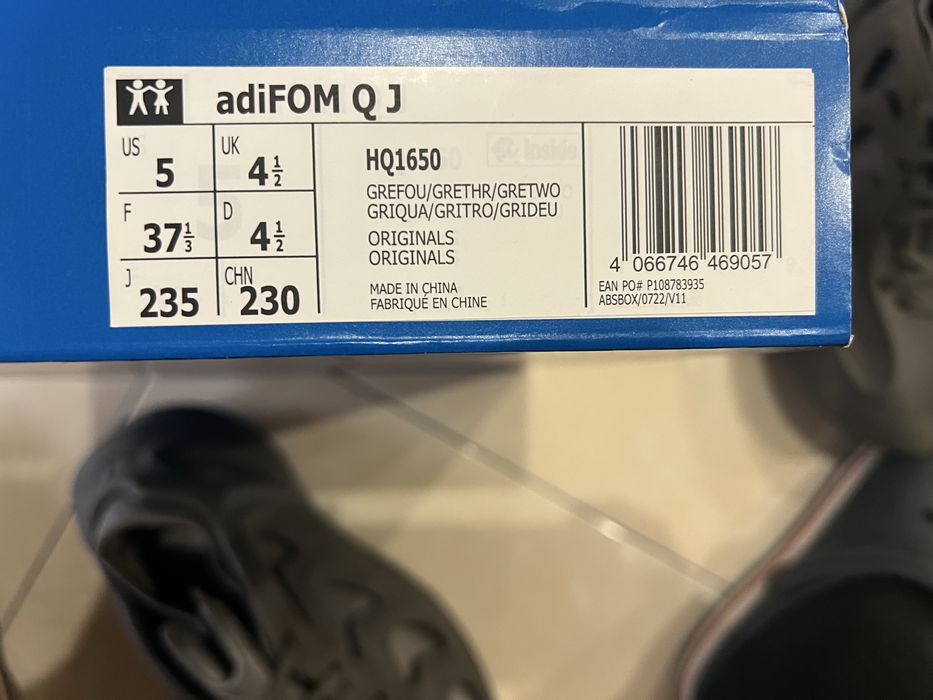 adiFOM Q J
US 5
UK 4½
F 37⅓
D 4½
J 235
CHN 230
HQ1650
GREFOU/GRETHR/GRETWO
GRIQUA/GRITRO/GRIDEU
ORIGINALS
ORIGINALS
MADE IN CHINA
FABRIQUÉ EN CHINE
4 066746 469057
EAN PO# P108783935
ABSBOX/0722/V11